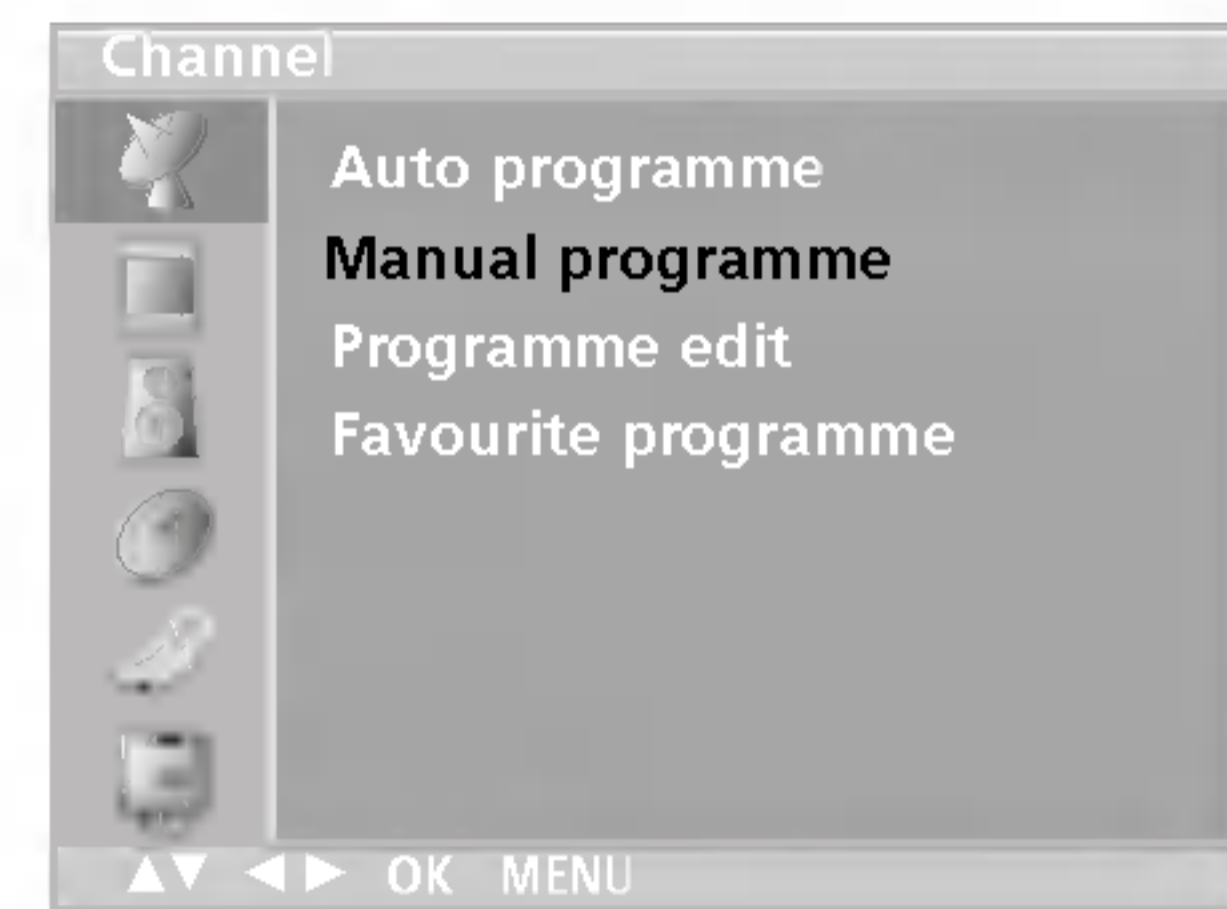 Channel
Auto programme
Manual programme
Programme edit
Favourite programme
▲▼ ◀▶ OK MENU